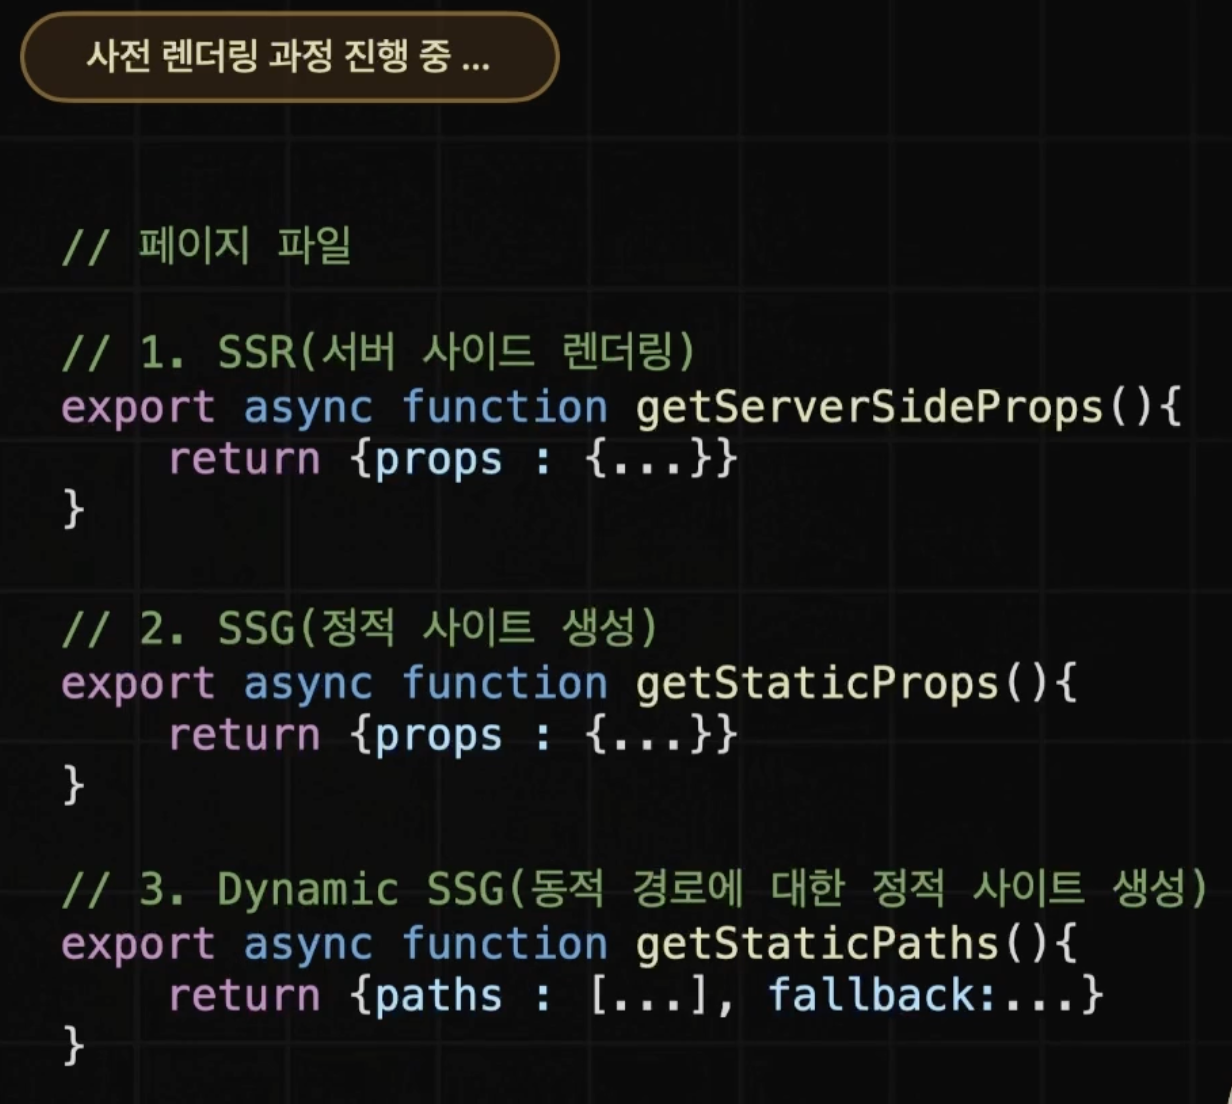 사전 렌더링 과정 진행 중 ...
// 페이지 파일
// 1. SSR(서버 사이드 렌더링)
export async function getServerSideProps(){
    return {props : {...}}
}
// 2. SSG(정적 사이트 생성)
export async function getStaticProps(){
    return {props : {...}}
}
// 3. Dynamic SSG(동적 경로에 대한 정적 사이트 생성)
export async function getStaticPaths(){
    return {paths : [...], fallback:...}
}